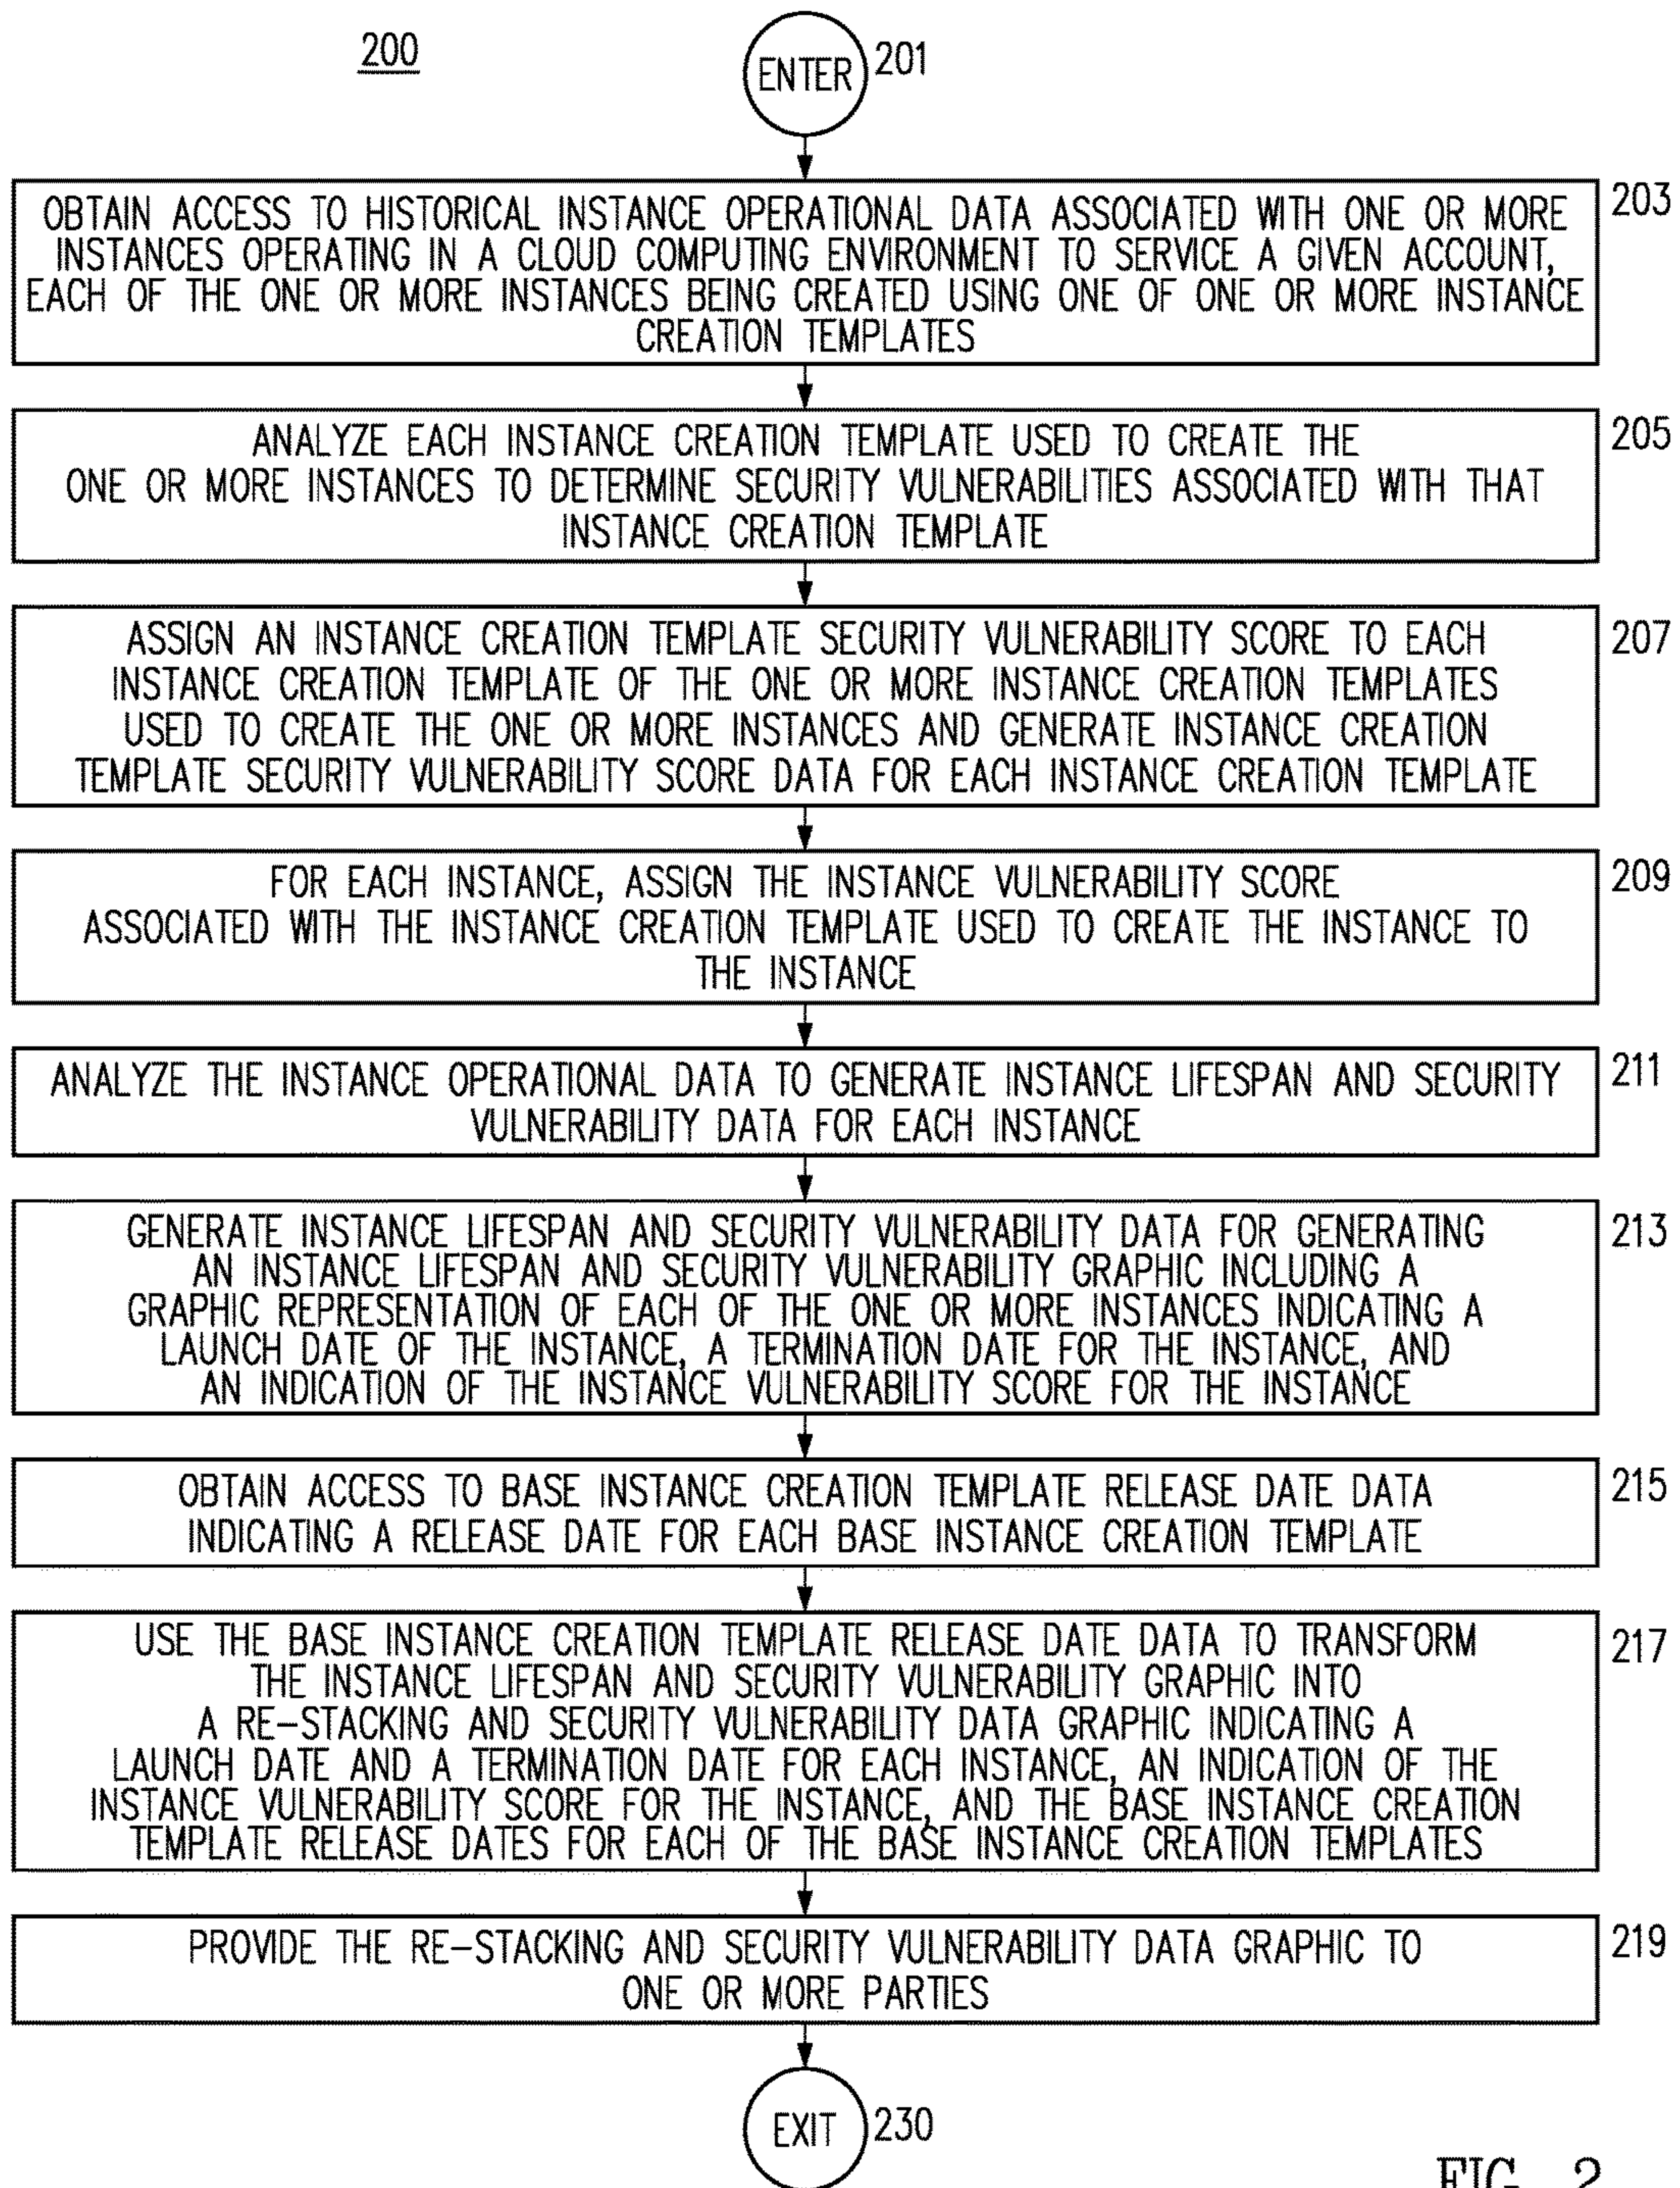 200
ENTER 201
OBTAIN ACCESS TO HISTORICAL INSTANCE OPERATIONAL DATA ASSOCIATED WITH ONE OR MORE 203
INSTANCES OPERATING IN A CLOUD COMPUTING ENVIRONMENT TO SERVICE A GIVEN ACCOUNT,
EACH OF THE ONE OR MORE INSTANCES BEING CREATED USING ONE OF ONE OR MORE INSTANCE
CREATION TEMPLATES
ANALYZE EACH INSTANCE CREATION TEMPLATE USED TO CREATE THE 205
ONE OR MORE INSTANCES TO DETERMINE SECURITY VULNERABILITIES ASSOCIATED WITH THAT
INSTANCE CREATION TEMPLATE
ASSIGN AN INSTANCE CREATION TEMPLATE SECURITY VULNERABILITY SCORE TO EACH 207
INSTANCE CREATION TEMPLATE OF THE ONE OR MORE INSTANCE CREATION TEMPLATES
USED TO CREATE THE ONE OR MORE INSTANCES AND GENERATE INSTANCE CREATION
TEMPLATE SECURITY VULNERABILITY SCORE DATA FOR EACH INSTANCE CREATION TEMPLATE
FOR EACH INSTANCE, ASSIGN THE INSTANCE VULNERABILITY SCORE 209
ASSOCIATED WITH THE INSTANCE CREATION TEMPLATE USED TO CREATE THE INSTANCE TO
THE INSTANCE
ANALYZE THE INSTANCE OPERATIONAL DATA TO GENERATE INSTANCE LIFESPAN AND SECURITY 211
VULNERABILITY DATA FOR EACH INSTANCE
GENERATE INSTANCE LIFESPAN AND SECURITY VULNERABILITY DATA FOR GENERATING 213
AN INSTANCE LIFESPAN AND SECURITY VULNERABILITY GRAPHIC INCLUDING A
GRAPHIC REPRESENTATION OF EACH OF THE ONE OR MORE INSTANCES INDICATING A
LAUNCH DATE OF THE INSTANCE, A TERMINATION DATE FOR THE INSTANCE, AND
AN INDICATION OF THE INSTANCE VULNERABILITY SCORE FOR THE INSTANCE
OBTAIN ACCESS TO BASE INSTANCE CREATION TEMPLATE RELEASE DATE DATA 215
INDICATING A RELEASE DATE FOR EACH BASE INSTANCE CREATION TEMPLATE
USE THE BASE INSTANCE CREATION TEMPLATE RELEASE DATE DATA TO TRANSFORM 217
THE INSTANCE LIFESPAN AND SECURITY VULNERABILITY GRAPHIC INTO
A RE-STACKING AND SECURITY VULNERABILITY DATA GRAPHIC INDICATING A
LAUNCH DATE AND A TERMINATION DATE FOR EACH INSTANCE, AN INDICATION OF THE
INSTANCE VULNERABILITY SCORE FOR THE INSTANCE, AND THE BASE INSTANCE CREATION
TEMPLATE RELEASE DATES FOR EACH OF THE BASE INSTANCE CREATION TEMPLATES
PROVIDE THE RE-STACKING AND SECURITY VULNERABILITY DATA GRAPHIC TO 219
ONE OR MORE PARTIES
EXIT 230
FIG. 2